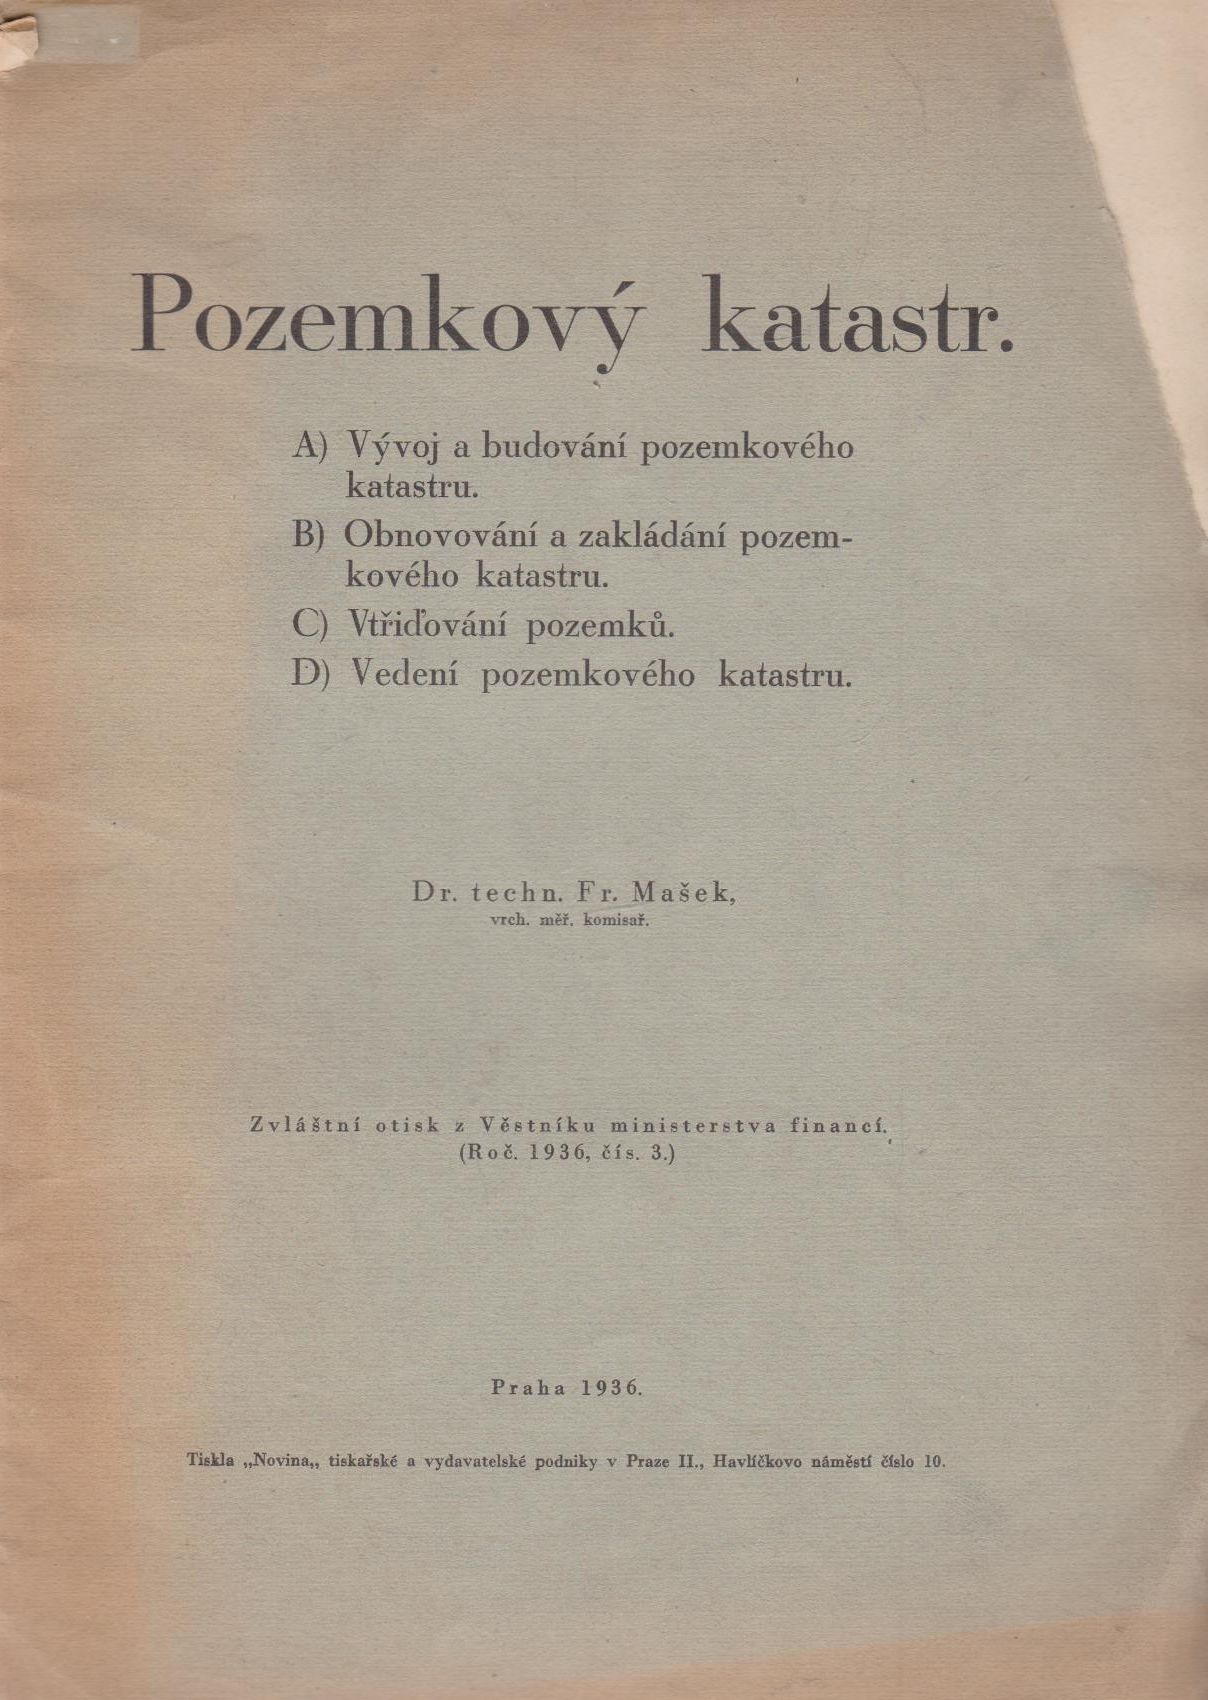 Pozemkový katastr.
A) Vývoj a budování pozemkového
katastru.
B) Obnovování a zakládání pozem-
kového katastru.
C) Vtřiďování pozemků.
D) Vedení pozemkového katastru.
Dr. techn. Fr. Mašek,
vrch. měř. komisař.
Zvláštní otisk z Věstníku ministerstva financí.
(Roč. 1936, čís. 3.)
Praha 1936.
Tiskla „Novina„ tiskařské a vydavatelské podniky v Praze II., Havlíčkovo náměstí číslo 10.